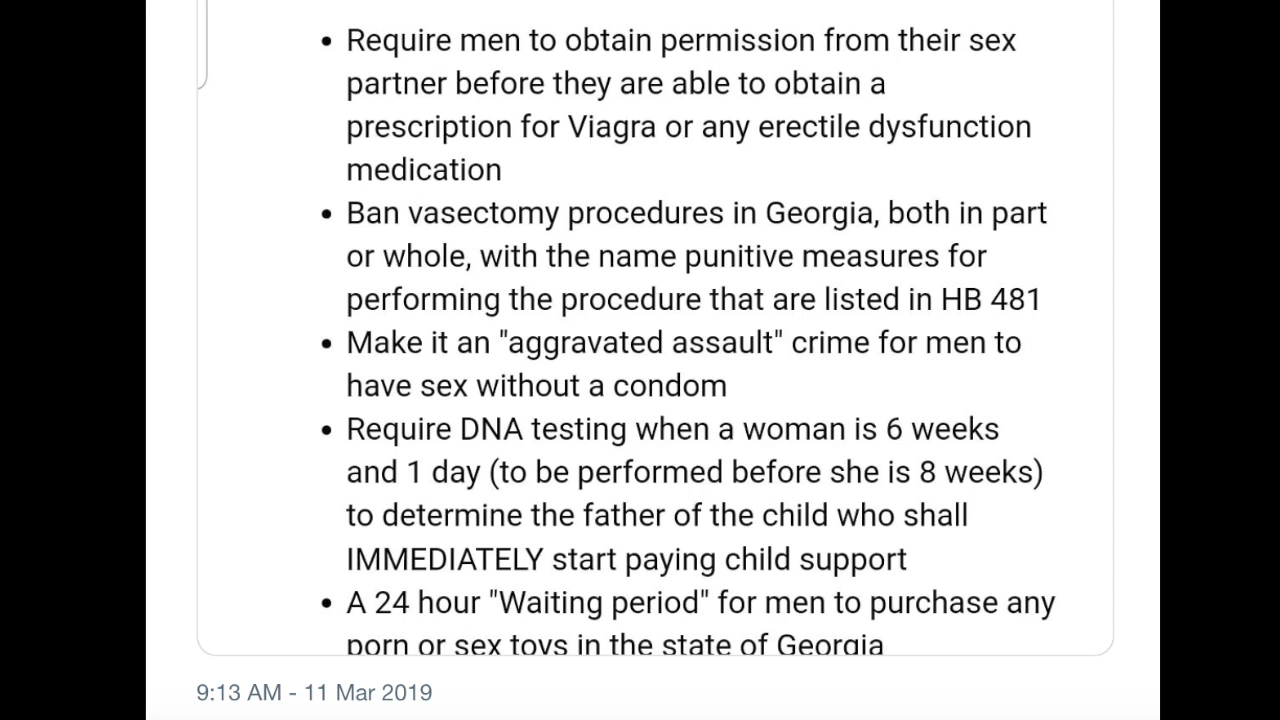 • Require men to obtain permission from their sex
partner before they are able to obtain a
prescription for Viagra or any erectile dysfunction
medication
• Ban vasectomy procedures in Georgia, both in part
or whole, with the name punitive measures for
performing the procedure that are listed in HB 481
• Make it an "aggravated assault" crime for men to
have sex without a condom
• Require DNA testing when a woman is 6 weeks
and 1 day (to be performed before she is 8 weeks)
to determine the father of the child who shall
IMMEDIATELY start paying child support
• A 24 hour "Waiting period" for men to purchase any
porn or sex toys in the state of Georgia
9:13 AM - 11 Mar 2019